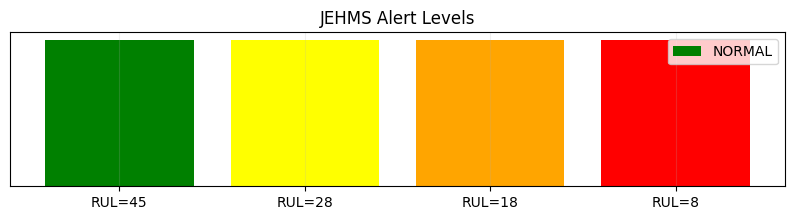 JEHMS Alert Levels
NORMAL
RUL=45
RUL=28
RUL=18
RUL=8